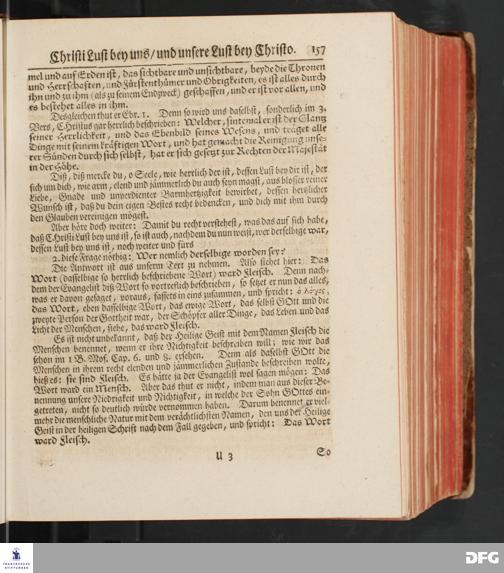 Christi Lust bey uns/ und unsere Lust bey Christo. 157
mel und auf Erden ist, das sichtbare und unsichtbare, beyde die Thronen
und Herrschaften, und Fürstenthümer und Obrigkeiten, es ist alles durch
ihn und zu ihm (als zu seinem Endzweck) geschaffen, und er ist vor allen, und
es bestehet alles in ihm.
Desgleichen thut er Ebr. 1. Denn so wird uns daselbst, sonderlich im 3.
Vers, Christus gar herrlich beschrieben: Welcher, sintemal er ist der Glanz
seiner Herrlichkeit, und das Ebenbild seines Wesens, und träget alle
Dinge mit seinem kräftigen Wort, und hat gemacht die Reinigung unse-
rer Sünden durch sich selbst, hat er sich gesezt zur Rechten der Majestät
in der Höhe.
Diß, diß mercke du, o Seele, wie herrlich der ist, dessen Lust bey dir ist, der
sich um dich, wie arm, elend und jämmerlich du auch seyn magst, aus blosser reiner
Liebe, Gnade und unverdienter Barmhertzigkeit bewirbet, dessen herzlicher
Wunsch ist, daß du dein eigen Bestes recht bedencken, und dich mit ihm durch
den Glauben vereinigen mögest.
Aber höre doch weiter: Damit du recht verstehest, was das auf sich habe,
daß Christi Lust bey uns ist, so ist auch, nachdem du nun weist, wer derselbige war,
dessen Lust bey uns ist, noch weiter und fürs
2. diese Frage nöthig: Wer nemlich derselbige worden sey?
Die Antwort ist aus unserm Text zu nehmen. Also stehet hier: Das
Wort (dasselbige so herrlich beschriebene Wort) ward Fleisch. Denn nach-
dem der Evangelist diß Wort so vortreflich beschrieben, so setzet er nun das alles,
was er davon gesaget, voraus, fassets in eins zusammen, und spricht: ὁ λόγος,
das Wort, eben dasselbige Wort, das ewige Wort, das selbst GOtt und die
zweyte Person der Gottheit war, der Schöpfer aller Dinge, das Leben und das
Licht der Menschen, siehe, das ward Fleisch.
Es ist nicht unbekannt, daß der Heilige Geist mit dem Namen Fleisch die
Menschen benennet, wenn er ihre Nichtigkeit beschreiben will; wie wir das
schon im 1 B. Mos. Cap. 6. und 8. ersehen. Denn als daselbst GOtt die
Menschen in ihrem recht elenden und jämmerlichen Zustande beschreiben wolte,
hieß es: sie sind Fleisch. Es hätte ja der Evangelist wol sagen mögen: Das
Wort ward ein Mensch. Aber das thut er nicht, indem man aus dieser Be-
nennung unsere Niedrigkeit und Nichtigkeit, in welche der Sohn GOttes ein-
getreten, nicht so deutlich würde vernommen haben. Darum benennet er viel-
mehr die menschliche Natur mit dem verächtlichsten Namen, den uns der Heilige
Geist in der heiligen Schrift nach dem Fall gegeben, und spricht: Das Wort
ward Fleisch.
U 3 So
FRANCKESCHE
STIFTUNGEN
DFG